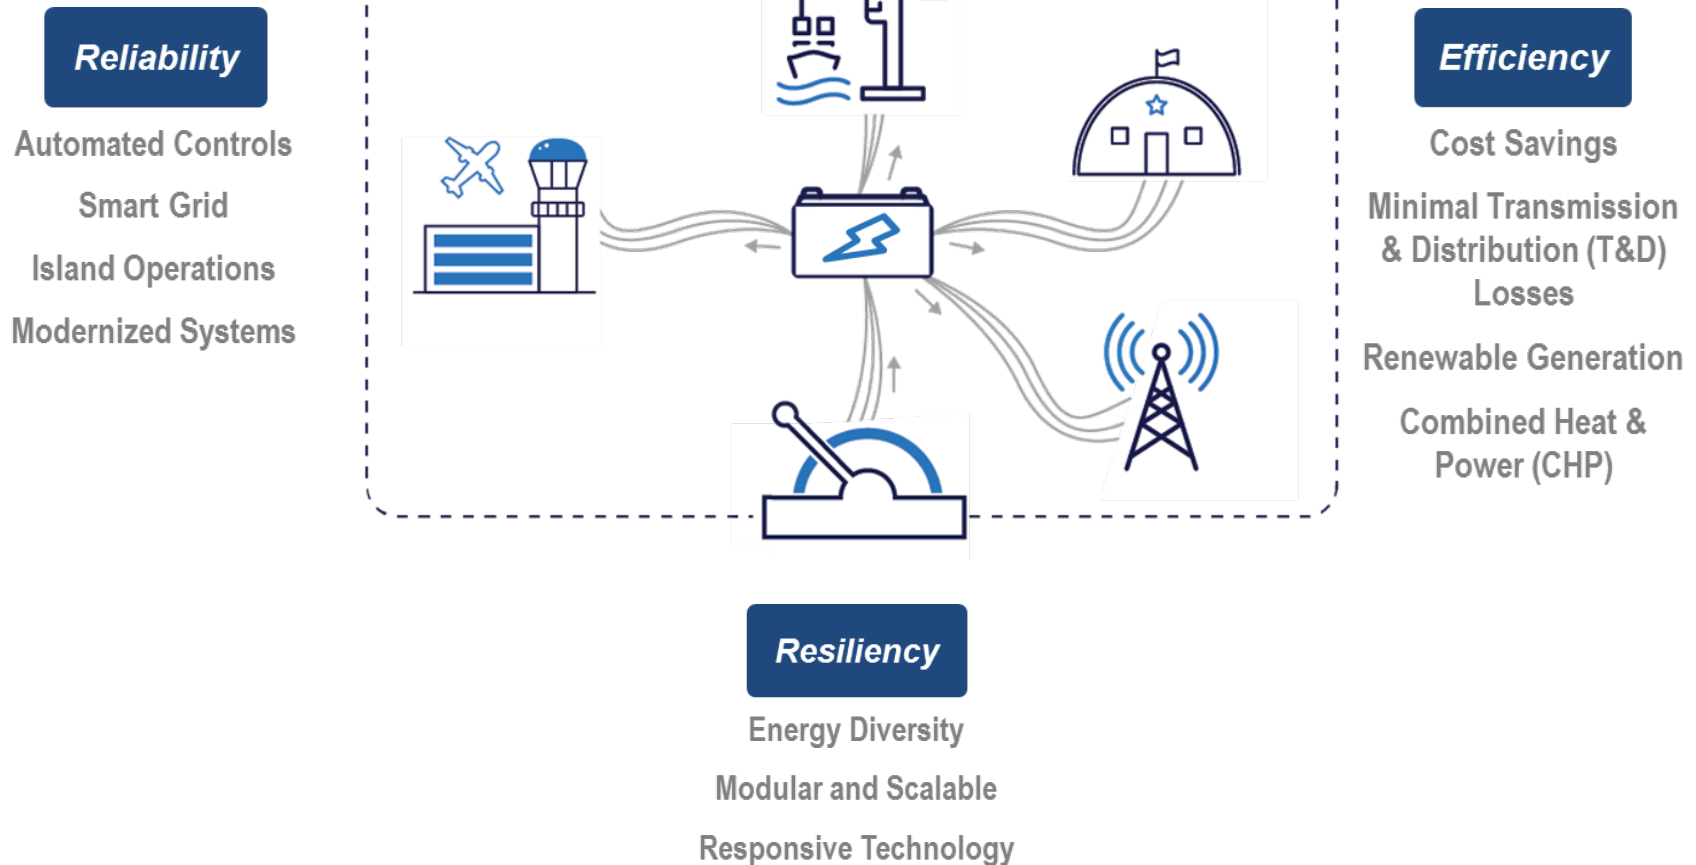 Reliability
Automated Controls
Smart Grid
Island Operations
Modernized Systems
Efficiency
Cost Savings
Minimal Transmission
& Distribution (T&D)
Losses
Renewable Generation
Combined Heat &
Power (CHP)
Resiliency
Energy Diversity
Modular and Scalable
Responsive Technology